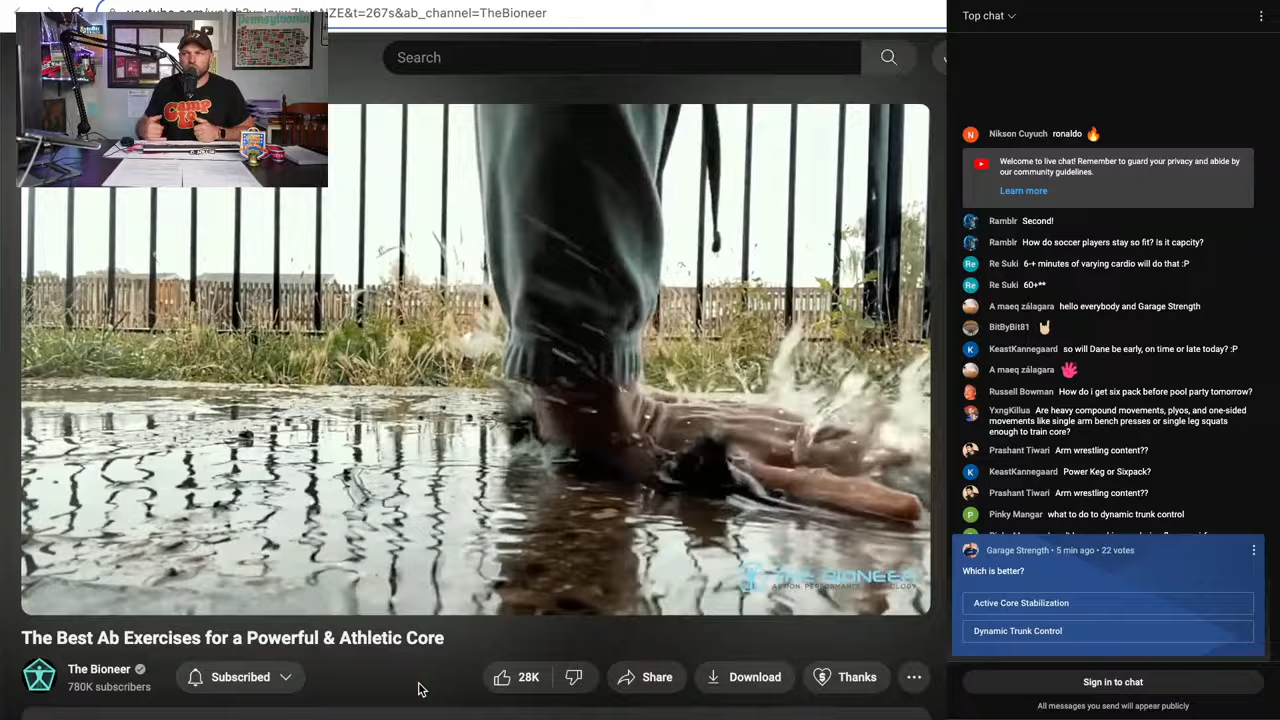 &t=267s&ab_channel=TheBioneer
Pennsylvania
Camp
Search
THE BIONEER
The Best Ab Exercises for a Powerful & Athletic Core
The Bioneer
780K subscribers
Subscribed
28K
Share
Download
Thanks
Top chat
N Nikson Cuyuch ronaldo 🔥
Welcome to live chat! Remember to guard your privacy and abide by
our community guidelines.
Learn more
Ramblr Second!
Ramblr How do soccer players stay so fit? Is it capcity?
Re Re Suki 6-+ minutes of varying cardio will do that :P
Re Re Suki 60+**
A maeq zálagara hello everybody and Garage Strength
BitByBit81 🤘🏻
K KeastKannegaard so will Dane be early, on time or late today? :P
A maeq zálagara
Russell Bowman How do i get six pack before pool party tomorrow?
YxngKillua Are heavy compound movements, plyos, and one-sided
movements like single arm bench presses or single leg squats
enough to train core?
Prashant Tiwari Arm wrestling content??
K KeastKannegaard Power Keg or Sixpack?
Prashant Tiwari Arm wrestling content??
P Pinky Mangar what to do to dynamic trunk control
Garage Strength • 5 min ago • 22 votes
Which is better?
Active Core Stabilization
Dynamic Trunk Control
Sign in to chat
All messages you send will appear publicly